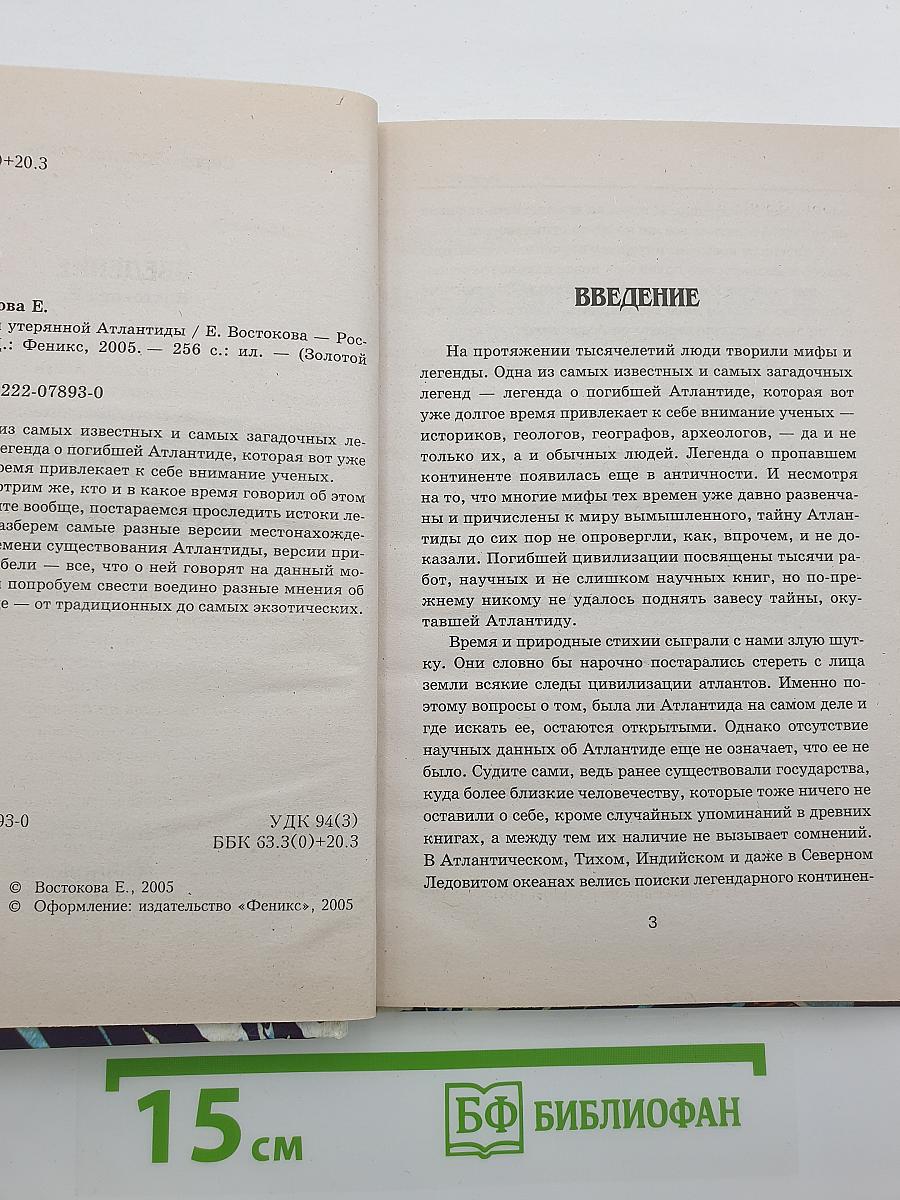 )+20.3
ова Е.
утерянной Атлантиды / Е. Востокова — Рос-
Д.: Феникс, 2005. — 256 с.: ил. — (Золотой
222-07893-0
из самых известных и самых загадочных ле-
егенда о погибшей Атлантиде, которая вот уже
ремя привлекает к себе внимание ученых.
отрим же, кто и в какое время говорил об этом
те вообще, постараемся проследить истоки ле-
азберем самые разные версии местонахожде-
емени существования Атлантиды, версии при-
бели — все, что о ней говорят на данный мо-
попробуем свести воедино разные мнения об
е — от традиционных до самых экзотических.
93-0
УДК 94(3)
ББК 63.3(0)+20.3
© Востокова Е., 2005
© Оформление: издательство «Феникс», 2005
ВВЕДЕНИЕ
На протяжении тысячелетий люди творили мифы и
легенды. Одна из самых известных и самых загадочных
легенд — легенда о погибшей Атлантиде, которая вот
уже долгое время привлекает к себе внимание ученых —
историков, геологов, географов, археологов, — да и не
только их, а и обычных людей. Легенда о пропавшем
континенте появилась еще в античности. И несмотря
на то, что многие мифы тех времен уже давно развенча-
ны и причислены к миру вымышленного, тайну Атлан-
тиды до сих пор не опровергли, как, впрочем, и не до-
казали. Погибшей цивилизации посвящены тысячи ра-
бот, научных и не слишком научных книг, но по-пре-
жнему никому не удалось поднять завесу тайны, оку-
тавшей Атлантиду.
Время и природные стихии сыграли с нами злую шут-
ку. Они словно бы нарочно постарались стереть с лица
земли всякие следы цивилизации атлантов. Именно по-
этому вопросы о том, была ли Атлантида на самом деле и
где искать ее, остаются открытыми. Однако отсутствие
научных данных об Атлантиде еще не означает, что ее не
было. Судите сами, ведь ранее существовали государства,
куда более близкие человечеству, которые тоже ничего не
оставили о себе, кроме случайных упоминаний в древних
книгах, а между тем их наличие не вызывает сомнений.
В Атлантическом, Тихом, Индийском и даже в Северном
Ледовитом океанах велись поиски легендарного континен-
3
15 см
БФ БИБЛИОФАН